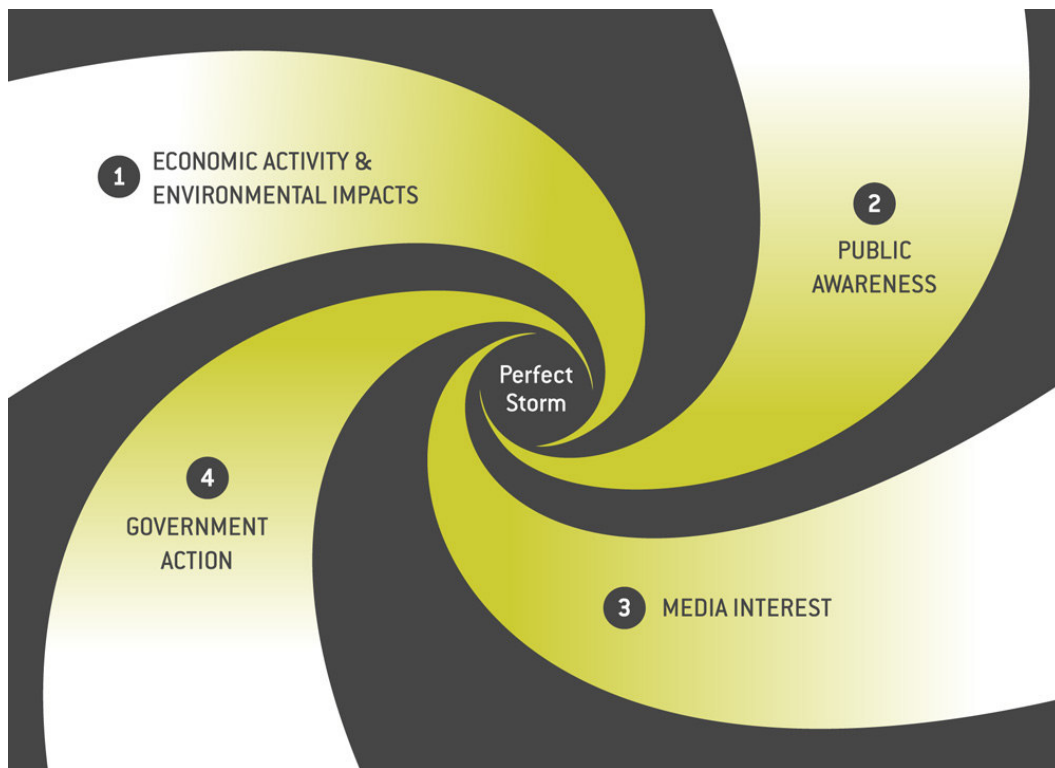 1
ECONOMIC ACTIVITY &
ENVIRONMENTAL IMPACTS
2
PUBLIC
AWARENESS
Perfect
Storm
4
GOVERNMENT
ACTION
3
MEDIA INTEREST